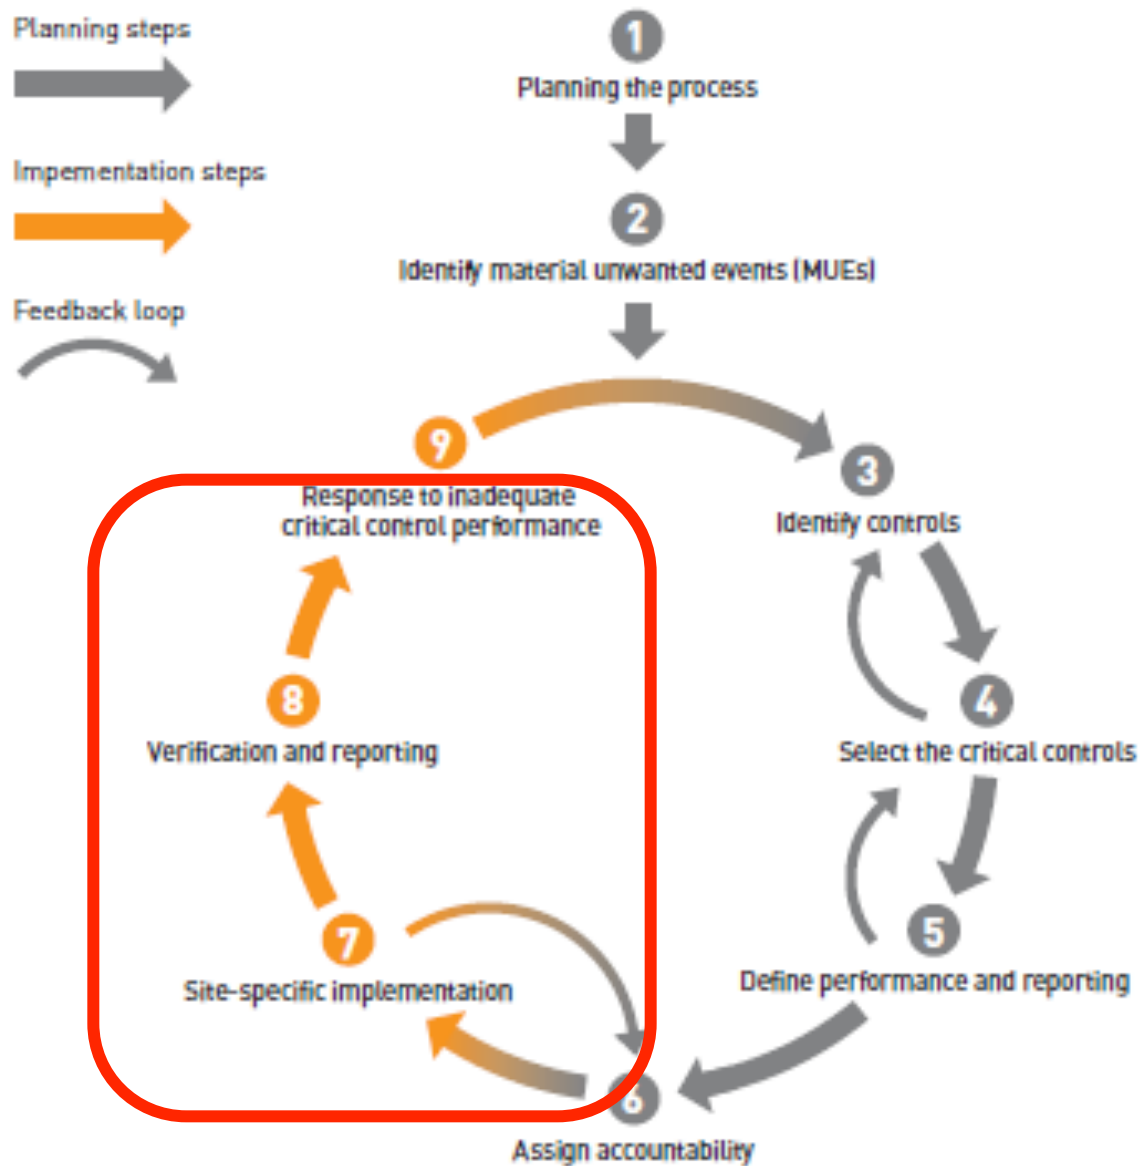 Planning steps
Impementation steps
Feedback loop
1
Planning the process
2
Identify material unwanted events (MUEs)
9
Response to inadequate
critical control performance
3
Identify controls
8
Verification and reporting
4
Select the critical controls
7
Site-specific implementation
5
Define performance and reporting
6
Assign accountability